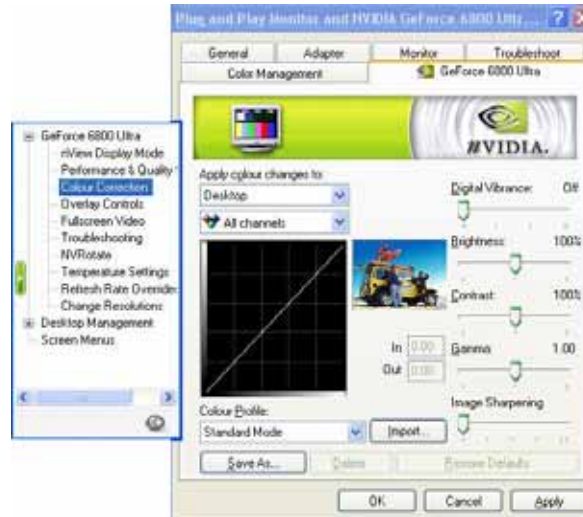 Plug and Play Monitor and NVIDIA GeForce 6800 Ultr...
General
Adapter
Monitor
Troubleshoot
Color Management
GeForce 6800 Ultra
NVIDIA.
GeForce 6800 Ultra
nView Display Mode
Performance & Quality
Colour Correction
Overlay Controls
Fullscreen Video
Troubleshooting
NVRotate
Temperature Settings
Refresh Rate Overrides
Change Resolutions
Desktop Management
Screen Menus
Apply colour changes to:
Desktop
All channels
Digital Vibrance: Off
Brightness: 100%
Contrast: 100%
In 0.00
Out 0.00
Gamma 1.00
Image Sharpening
Colour Profile:
Standard Mode
Import...
Save As...
Delete
Restore Defaults
OK
Cancel
Apply